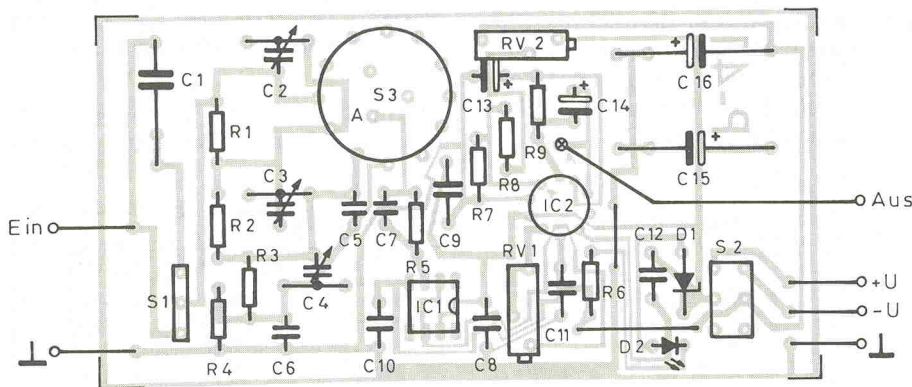 RV 2
C1
C2
S3
A
C13
C14
C16
R1
R9
C3
R8
C15
R7
Ein
R2
C5
C7
C9
IC2
Aus
R3
R5
RV1
R6
C12
D1
S2
S1
C4
IC1
+U
-U
C11
D2
R4
C6
C10
C8